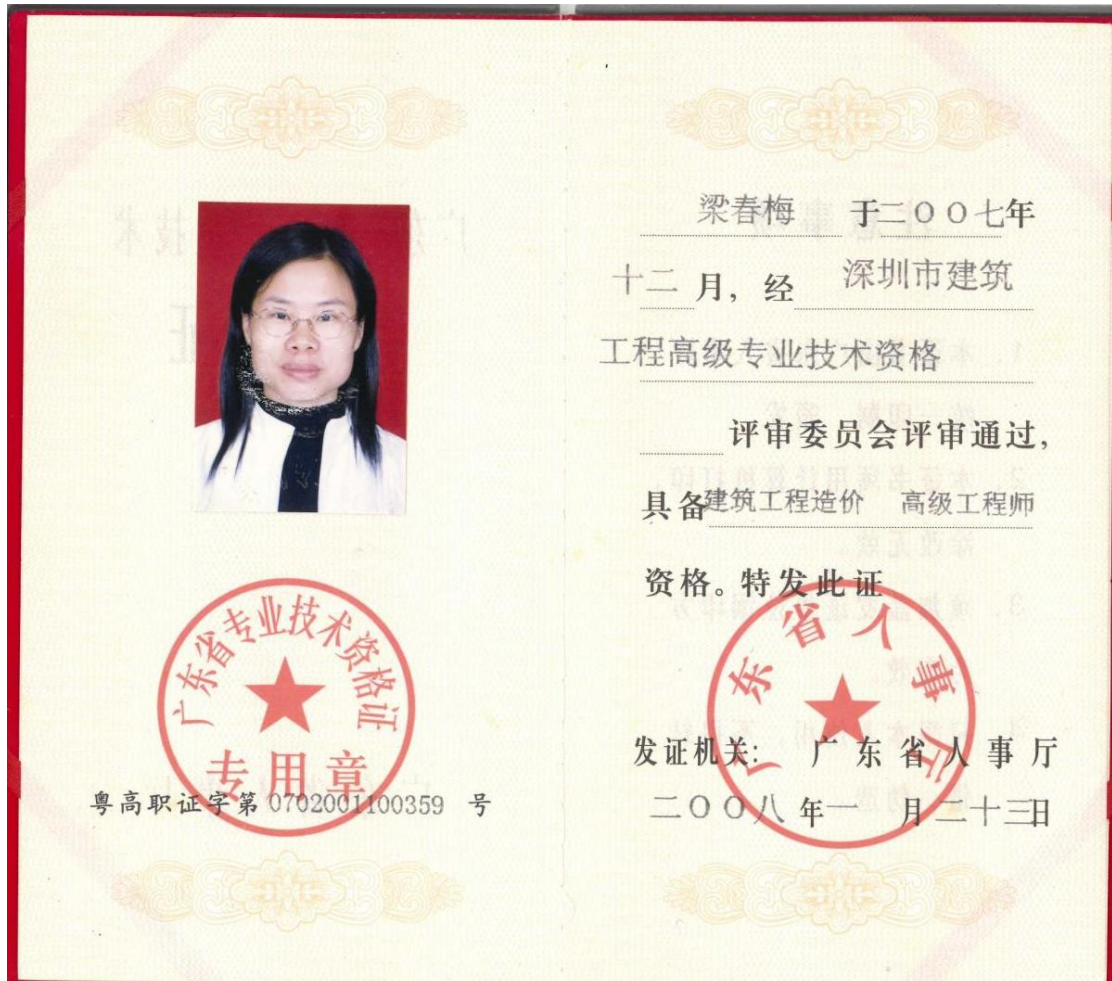 广东省专业技术资格证
专用章
粤高职证字第 0702001100359 号
梁春梅 于二〇〇七年
十二 月，经 深圳市建筑
工程高级专业技术资格
评审委员会评审通过，
具备建筑工程造价 高级工程师
资格。特发此证
广东省人事厅
发证机关： 广东省人事厅
二〇〇八 年 一 月 二十三日